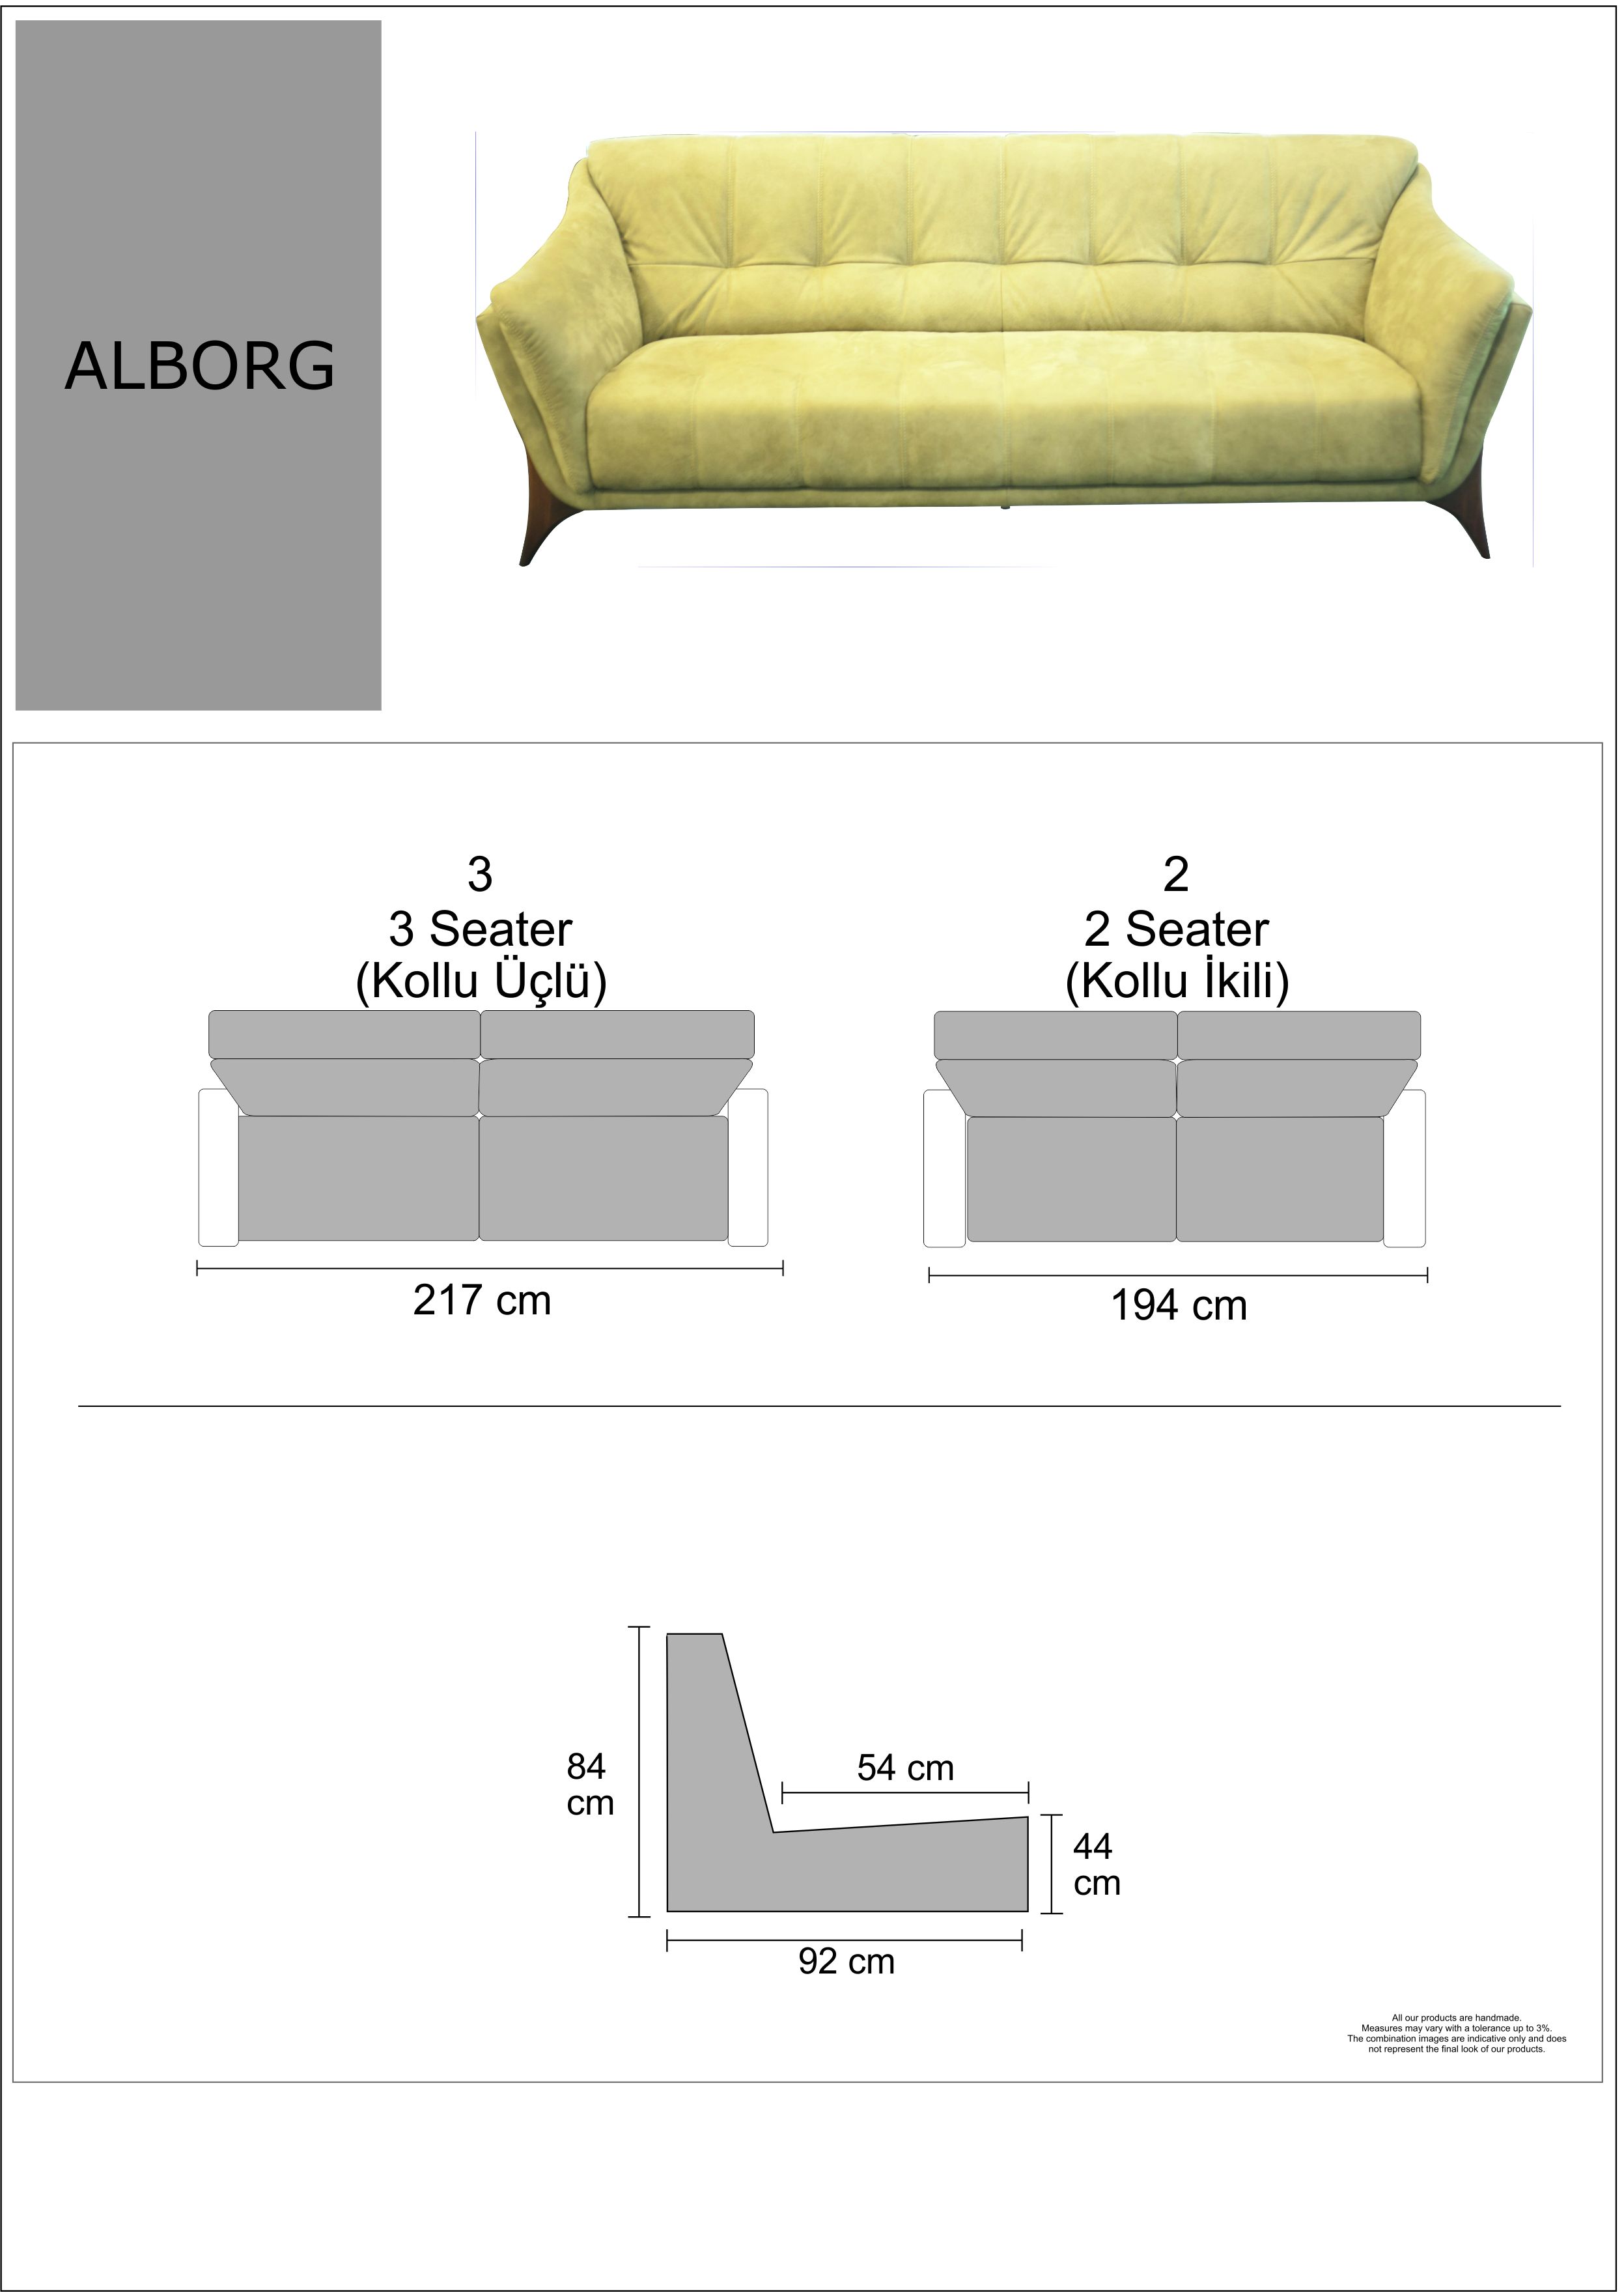 ALBORG
3
3 Seater
(Kollu Üçlü)
217 cm
2
2 Seater
(Kollu İkili)
194 cm
84
cm
54 cm
44
cm
92 cm
All our products are handmade.
Measures may vary with a tolerance up to 3%.
The combination images are indicative only and does
not represent the final look of our products.